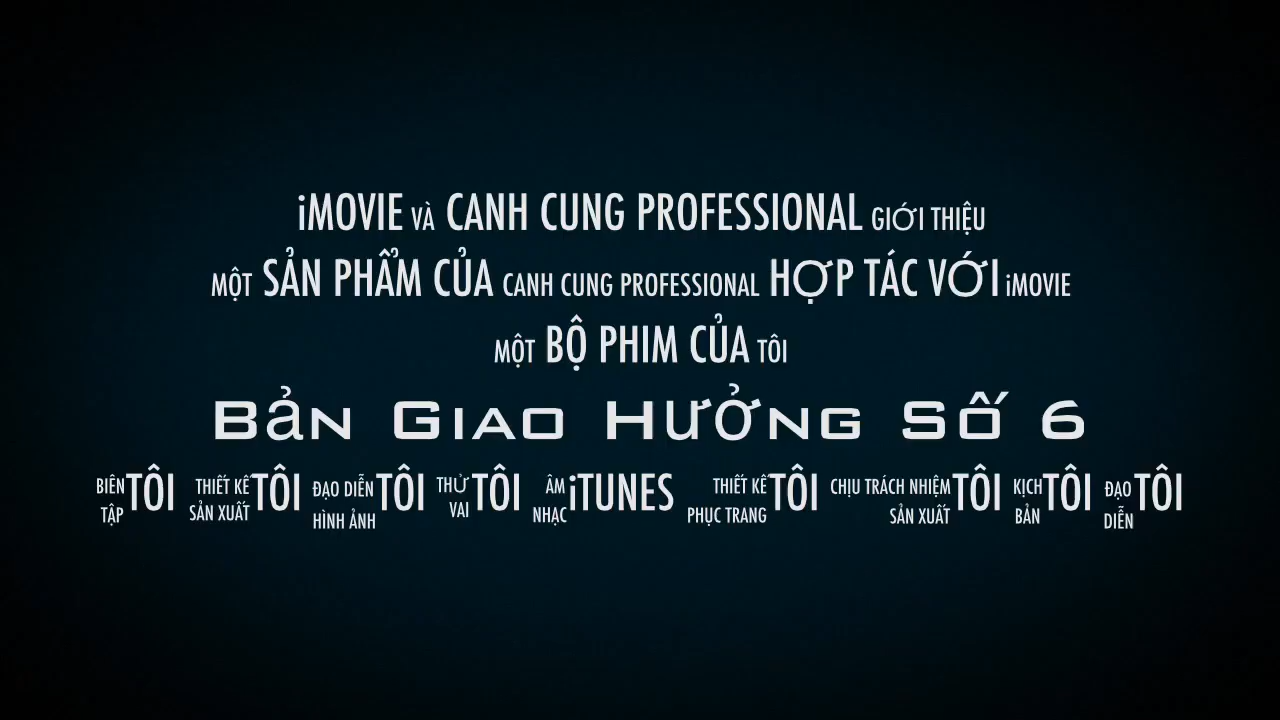 iMOVIE VÀ CANH CUNG PROFESSIONAL GIỚI THIỆU
MỘT SẢN PHẨM CỦA CANH CUNG PROFESSIONAL HỢP TÁC VỚI iMOVIE
MỘT BỘ PHIM CỦA TÔI
Bản Giao Hưởng Số 6
BIÊN TẬP TÔI THIẾT KẾ SẢN XUẤT TÔI ĐẠO DIỄN HÌNH ẢNH TÔI THỬ VAI TÔI ÂM NHẠC iTUNES THIẾT KẾ PHỤC TRANG TÔI CHỊU TRÁCH NHIỆM SẢN XUẤT TÔI KỊCH BẢN TÔI ĐẠO DIỄN TÔI